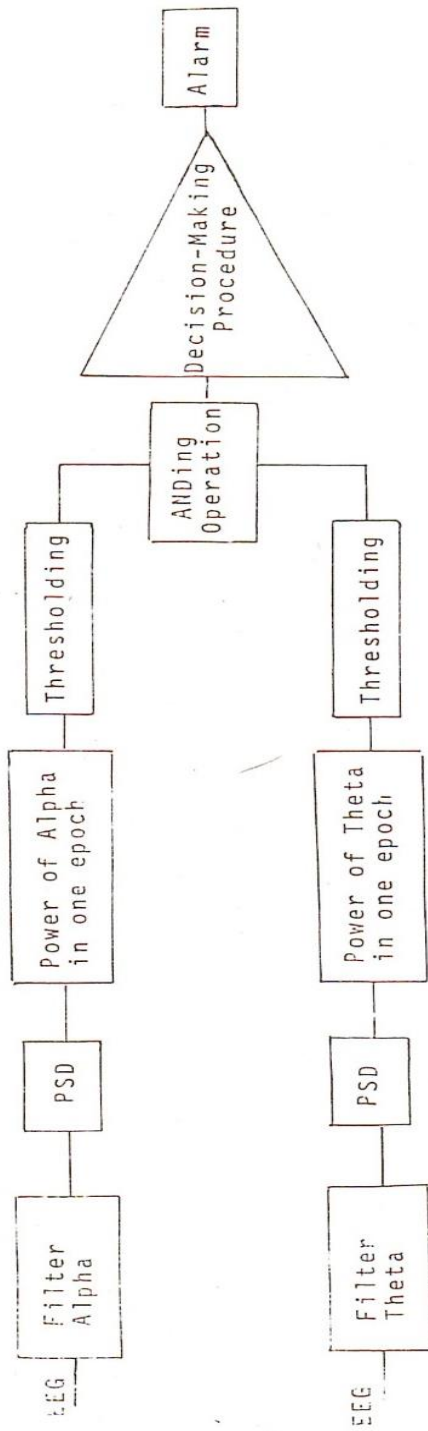 EEG
Filter
Alpha
PSD
Power of Alpha
in one epoch
Thresholding
EEG
Filter
Theta
PSD
Power of Theta
in one epoch
Thresholding
ANDing
Operation
Decision-Making
Procedure
Alarm